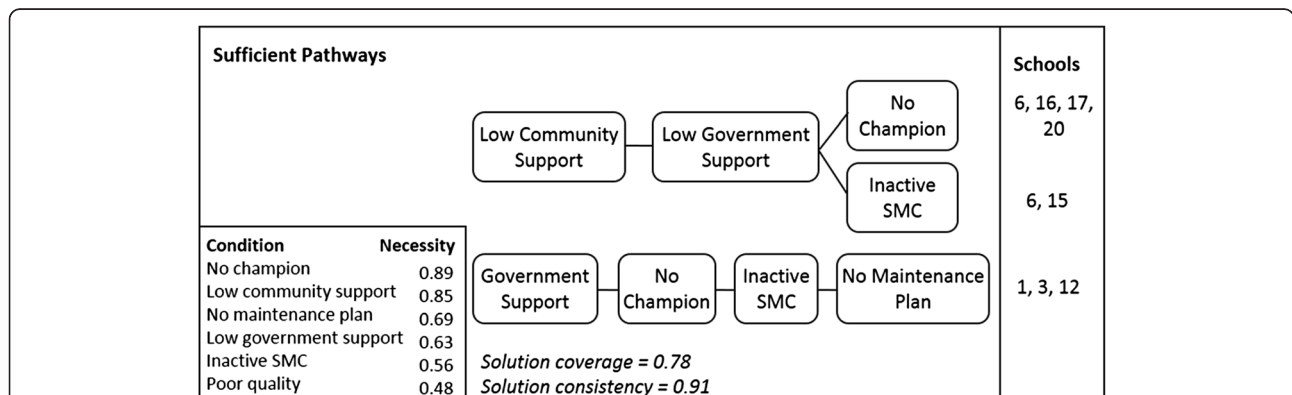 Sufficient Pathways
Schools
Low Community
Support
Low Government
Support
No
Champion
6, 16, 17,
20
Inactive
SMC
6, 15
Government
Support
No
Champion
Inactive
SMC
No Maintenance
Plan
1, 3, 12
Condition Necessity
No champion 0.89
Low community support 0.85
No maintenance plan 0.69
Low government support 0.63
Inactive SMC 0.56
Poor quality 0.48
Solution coverage = 0.78
Solution consistency = 0.91